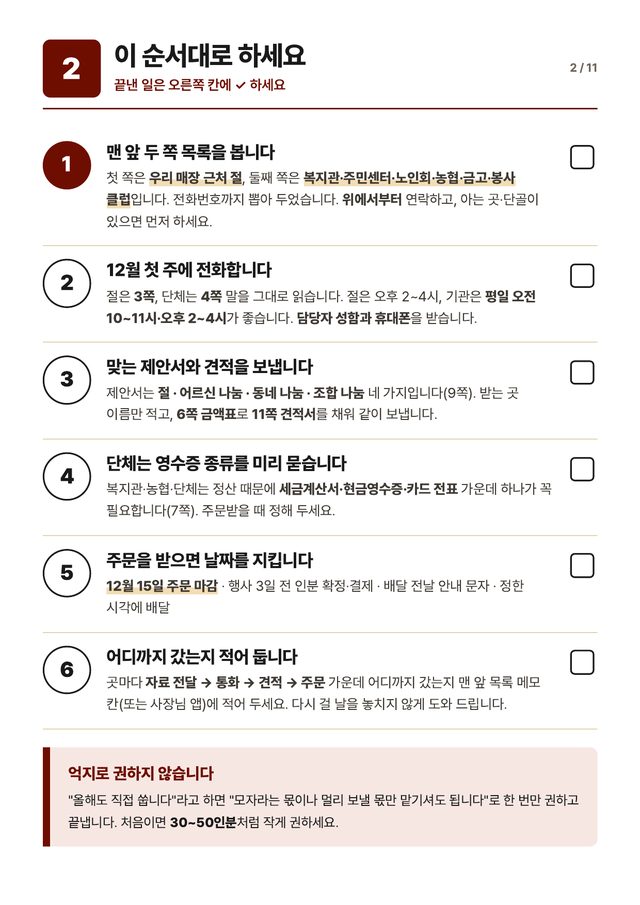 2
이 순서대로 하세요
끝낸 일은 오른쪽 칸에 ✓ 하세요
2 / 11
1
맨 앞 두 쪽 목록을 봅니다
첫 쪽은 우리 매장 근처 절, 둘째 쪽은 복지관·주민센터·노인회·농협·금고·봉사
클럽입니다. 전화번호까지 뽑아 두었습니다. 위에서부터 연락하고, 아는 곳·단골이
있으면 먼저 하세요.
2
12월 첫 주에 전화합니다
절은 3쪽, 단체는 4쪽 말을 그대로 읽습니다. 절은 오후 2~4시, 기관은 평일 오전
10~11시·오후 2~4시가 좋습니다. 담당자 성함과 휴대폰을 받습니다.
3
맞는 제안서와 견적을 보냅니다
제안서는 절 · 어르신 나눔 · 동네 나눔 · 조합 나눔 네 가지입니다(9쪽). 받는 곳
이름만 적고, 6쪽 금액표로 11쪽 견적서를 채워 같이 보냅니다.
4
단체는 영수증 종류를 미리 묻습니다
복지관·농협·단체는 정산 때문에 세금계산서·현금영수증·카드 전표 가운데 하나가 꼭
필요합니다(7쪽). 주문받을 때 정해 두세요.
5
주문을 받으면 날짜를 지킵니다
12월 15일 주문 마감 · 행사 3일 전 인분 확정·결제 · 배달 전날 안내 문자 · 정한
시각에 배달
6
어디까지 갔는지 적어 둡니다
곳마다 자료 전달 → 통화 → 견적 → 주문 가운데 어디까지 갔는지 맨 앞 목록 메모
칸(또는 사장님 앱)에 적어 두세요. 다시 걸 날을 놓치지 않게 도와 드립니다.
억지로 권하지 않습니다
"올해도 직접 쑵니다"라고 하면 "모자라는 몫이나 멀리 보낼 몫만 맡기셔도 됩니다"로 한 번만 권하고
끝냅니다. 처음이면 30~50인분처럼 작게 권하세요.